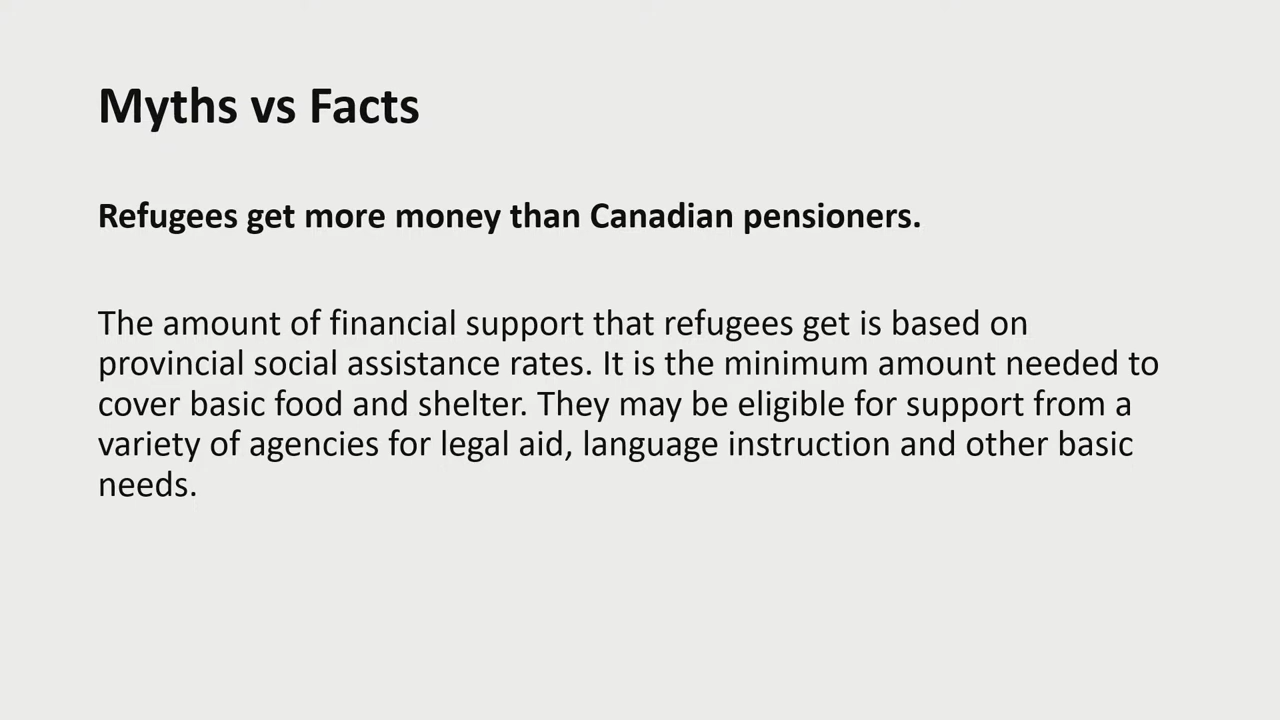 Myths vs Facts
Refugees get more money than Canadian pensioners.
The amount of financial support that refugees get is based on
provincial social assistance rates. It is the minimum amount needed to
cover basic food and shelter. They may be eligible for support from a
variety of agencies for legal aid, language instruction and other basic
needs.